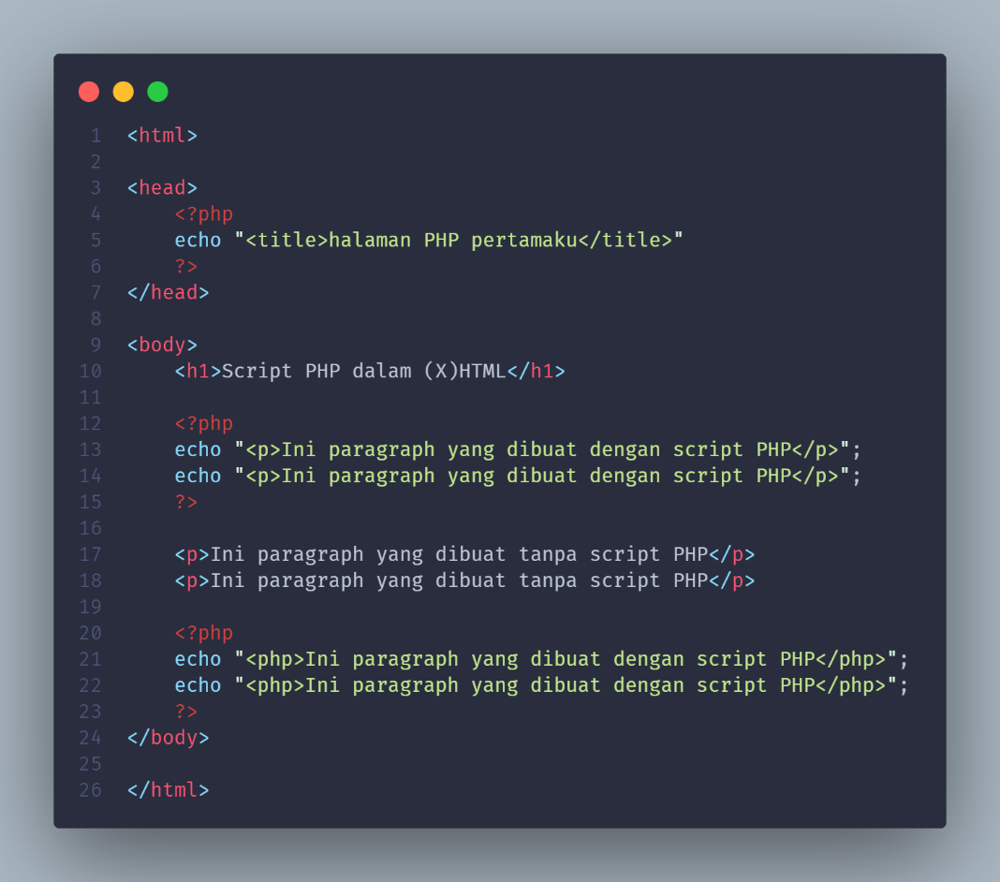 1 <html>
2
3 <head>
4 <?php
5 echo "<title>halaman PHP pertamaku</title>"
6 ?>
7 </head>
8
9 <body>
10 <h1>Script PHP dalam (X)HTML</h1>
11
12 <?php
13 echo "<p>Ini paragraph yang dibuat dengan script PHP</p>";
14 echo "<p>Ini paragraph yang dibuat dengan script PHP</p>";
15 ?>
16
17 <p>Ini paragraph yang dibuat tanpa script PHP</p>
18 <p>Ini paragraph yang dibuat tanpa script PHP</p>
19
20 <?php
21 echo "<php>Ini paragraph yang dibuat dengan script PHP</php>";
22 echo "<php>Ini paragraph yang dibuat dengan script PHP</php>";
23 ?>
24 </body>
25
26 </html>